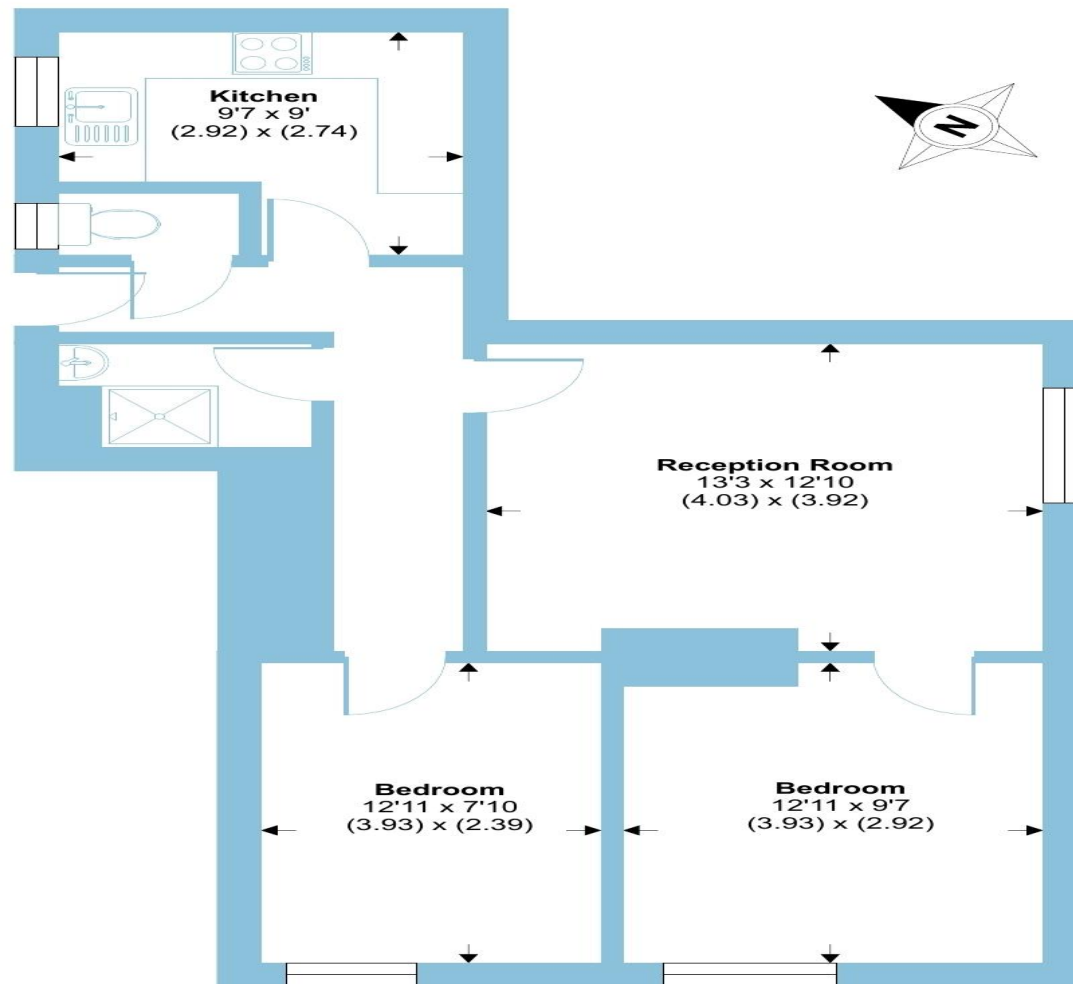 Kitchen
9'7 x 9'
(2.92) x (2.74)
N
Reception Room
13'3 x 12'10
(4.03) x (3.92)
Bedroom
12'11 x 7'10
(3.93) x (2.39)
Bedroom
12'11 x 9'7
(3.93) x (2.92)